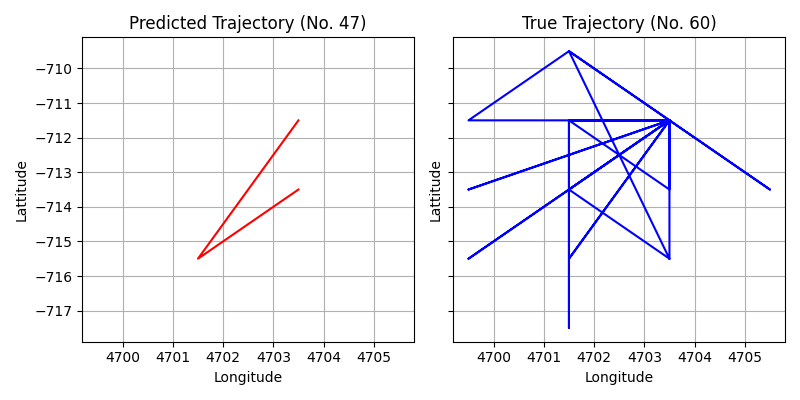 Predicted Trajectory (No. 47)
True Trajectory (No. 60)
Lattitude
−710
−711
−712
−713
−714
−715
−716
−717
4700 4701 4702 4703 4704 4705
Longitude
Lattitude
4700 4701 4702 4703 4704 4705
Longitude